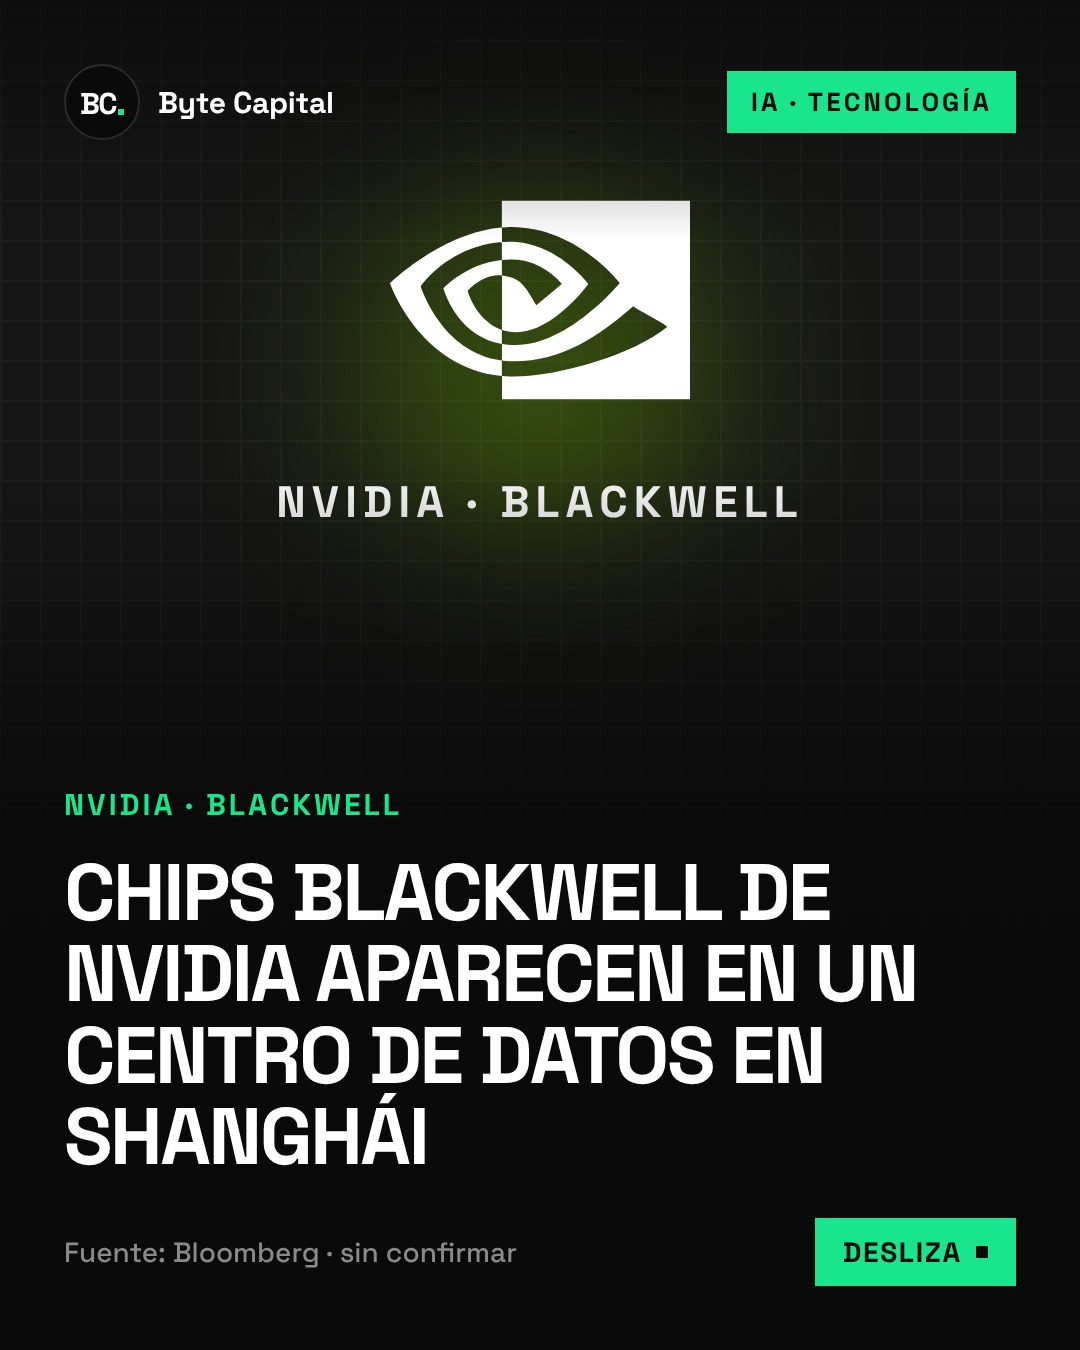 BC.
Byte Capital
IA · TECNOLOGÍA
NVIDIA · BLACKWELL
NVIDIA · BLACKWELL
CHIPS BLACKWELL DE
NVIDIA APARECEN EN UN
CENTRO DE DATOS EN
SHANGHÁI
Fuente: Bloomberg · sin confirmar
DESLIZA